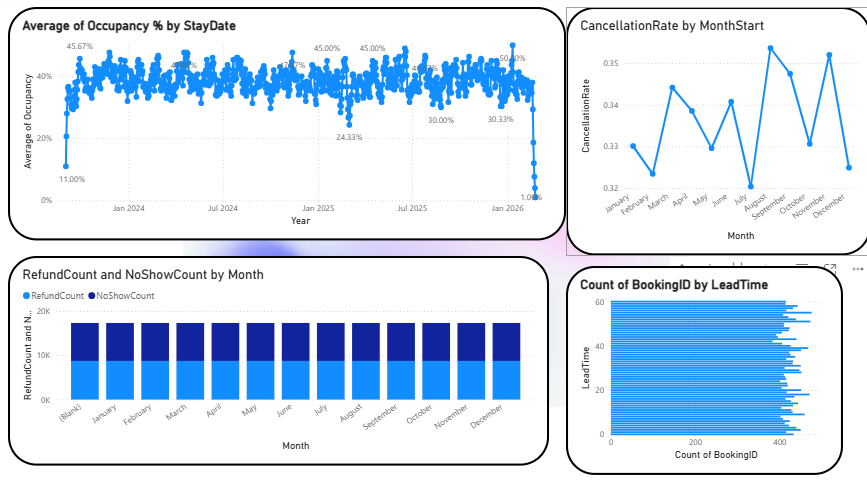 Average of Occupancy % by StayDate
Average of Occupancy
40%
20%
0%
45.67%
11.00%
45.00%
45.00%
24.33%
30.00%
30.33%
Jan 2024
Jul 2024
Jan 2025
Jul 2025
Jan 2026
Year
CancellationRate by MonthStart
CancellationRate
0.35
0.34
0.33
0.32
January
February
March
April
May
June
July
August
September
October
November
December
Month
RefundCount and NoShowCount by Month
RefundCount
NoShowCount
RefundCount and N...
20K
10K
0K
(Blank)
January
February
March
April
May
June
July
August
September
October
November
December
Month
Count of BookingID by LeadTime
LeadTime
60
40
20
0
0
200
400
Count of BookingID